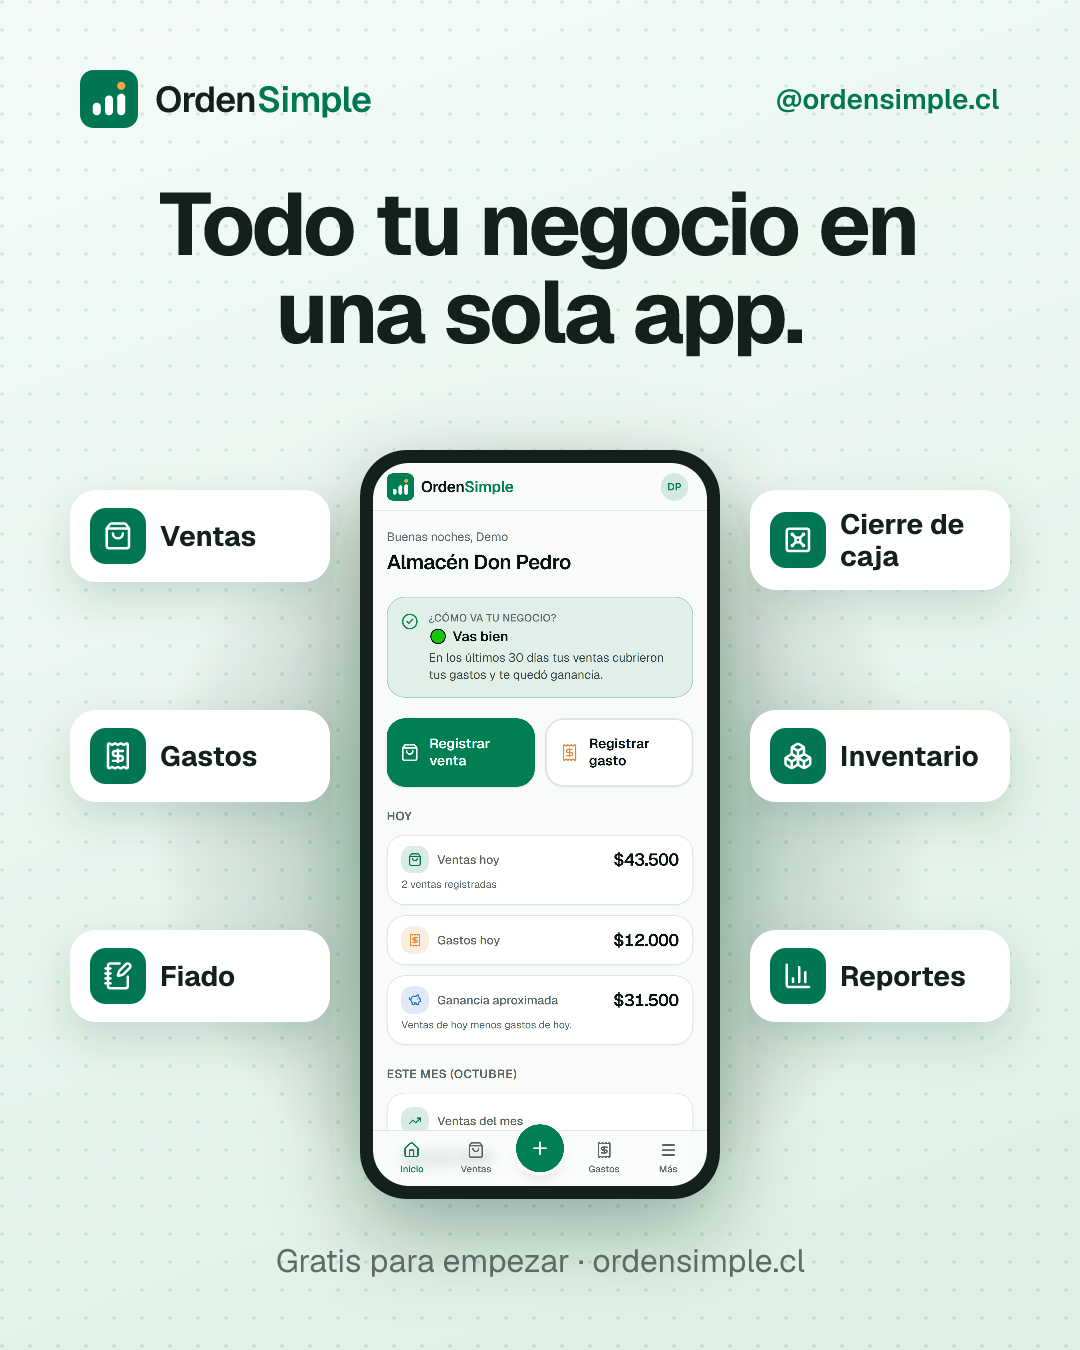 OrdenSimple
@ordensimple.cl
Todo tu negocio en
una sola app.
Ventas
Gastos
Fiado
OrdenSimple
DP
Buenas noches, Demo
Almacén Don Pedro
¿CÓMO VA TU NEGOCIO?
Vas bien
En los últimos 30 días tus ventas cubrieron
tus gastos y te quedó ganancia.
Registrar
venta
Registrar
gasto
HOY
Ventas hoy
$43.500
2 ventas registradas
Gastos hoy
$12.000
Ganancia aproximada
$31.500
Ventas de hoy menos gastos de hoy.
ESTE MES (OCTUBRE)
Ventas del mes
Inicio
Ventas
Gastos
Más
Cierre de
caja
Inventario
Reportes
Gratis para empezar · ordensimple.cl